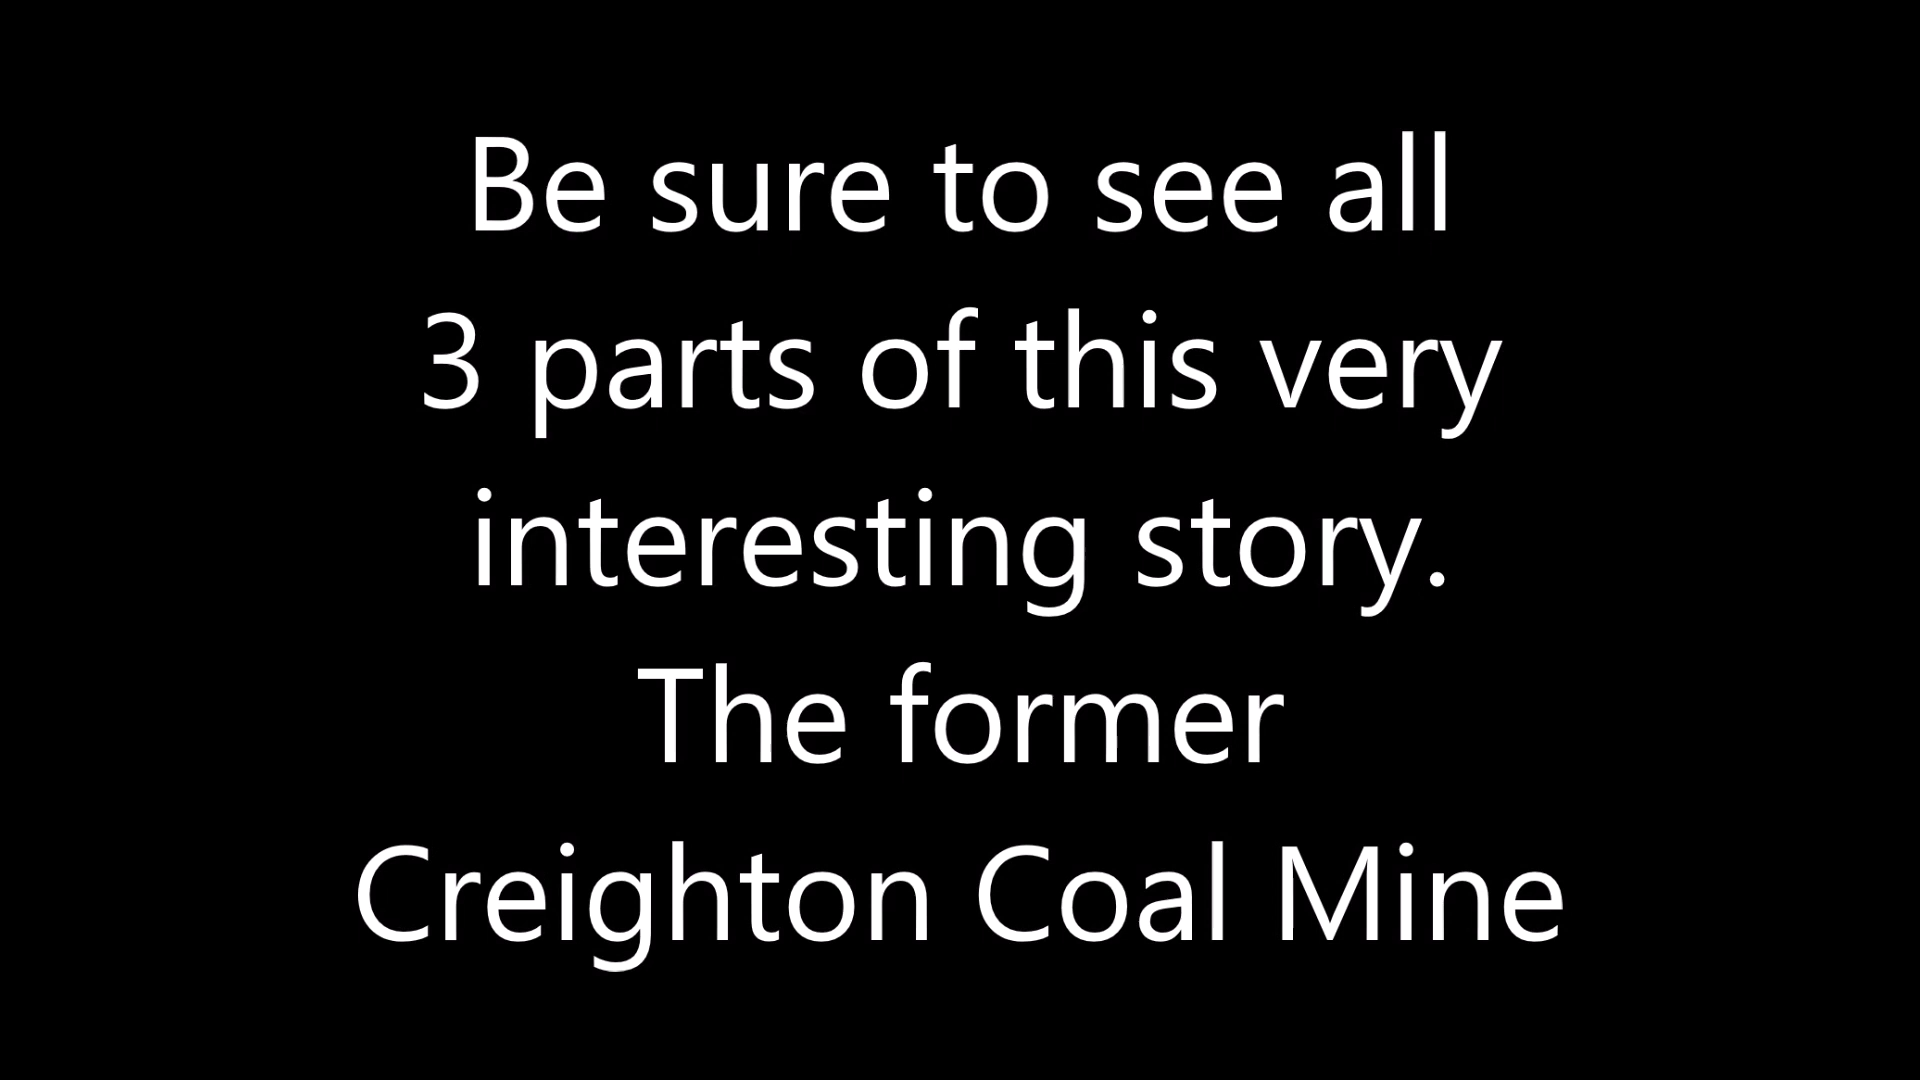 Be sure to see all
3 parts of this very
interesting story.
The former
Creighton Coal Mine